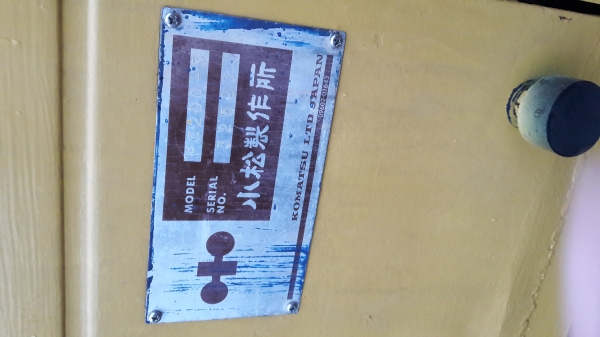 MODEL
SERIAL NO.
小松製作所
KOMATSU LTD JAPAN